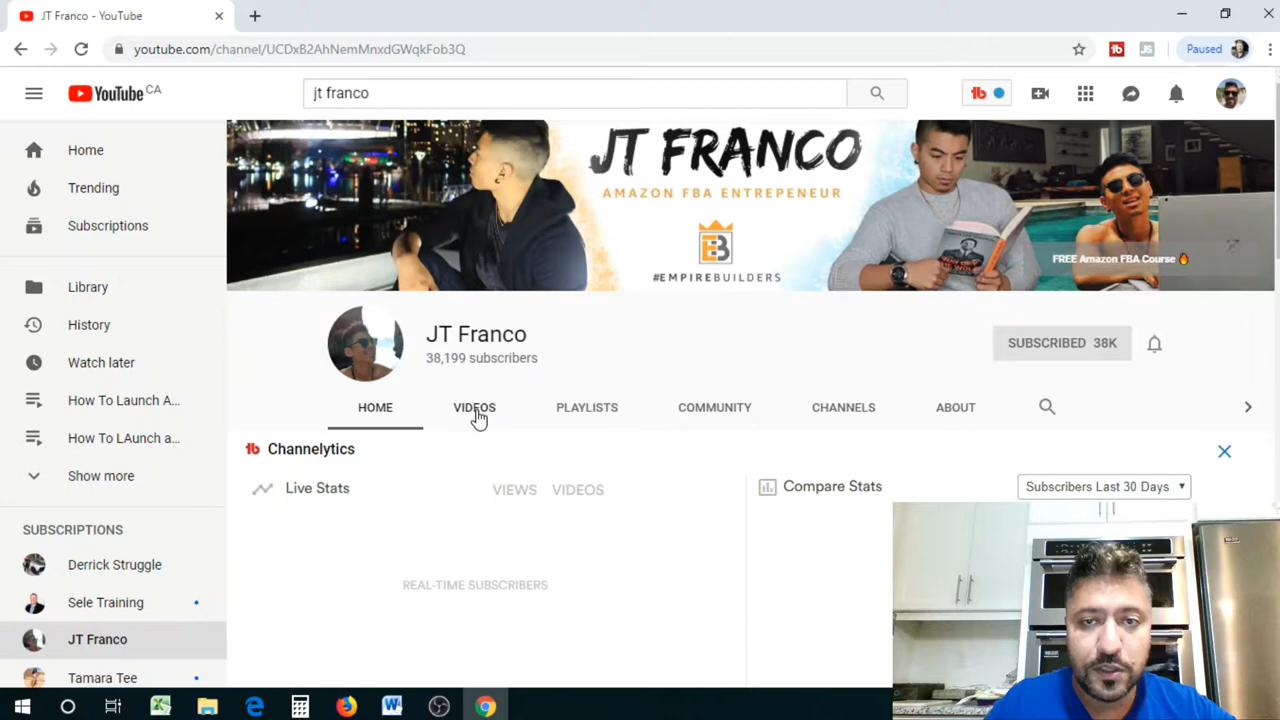 JT Franco - YouTube
youtube.com/channel/UCDxB2AhNemMnxdGWqkFob3Q
Paused
YouTube CA
jt franco
Home
Trending
Subscriptions
Library
History
Watch later
How To Launch A...
How To LAunch a...
Show more
SUBSCRIPTIONS
Derrick Struggle
Sele Training
JT Franco
Tamara Tee
JT FRANCO
AMAZON FBA ENTREPENEUR
EB
#EMPIREBUILDERS
FREE Amazon FBA Course
JT Franco
38,199 subscribers
SUBSCRIBED 38K
HOME VIDEOS PLAYLISTS COMMUNITY CHANNELS ABOUT
Channelytics
Live Stats VIEWS VIDEOS
REAL-TIME SUBSCRIBERS
Compare Stats Subscribers Last 30 Days